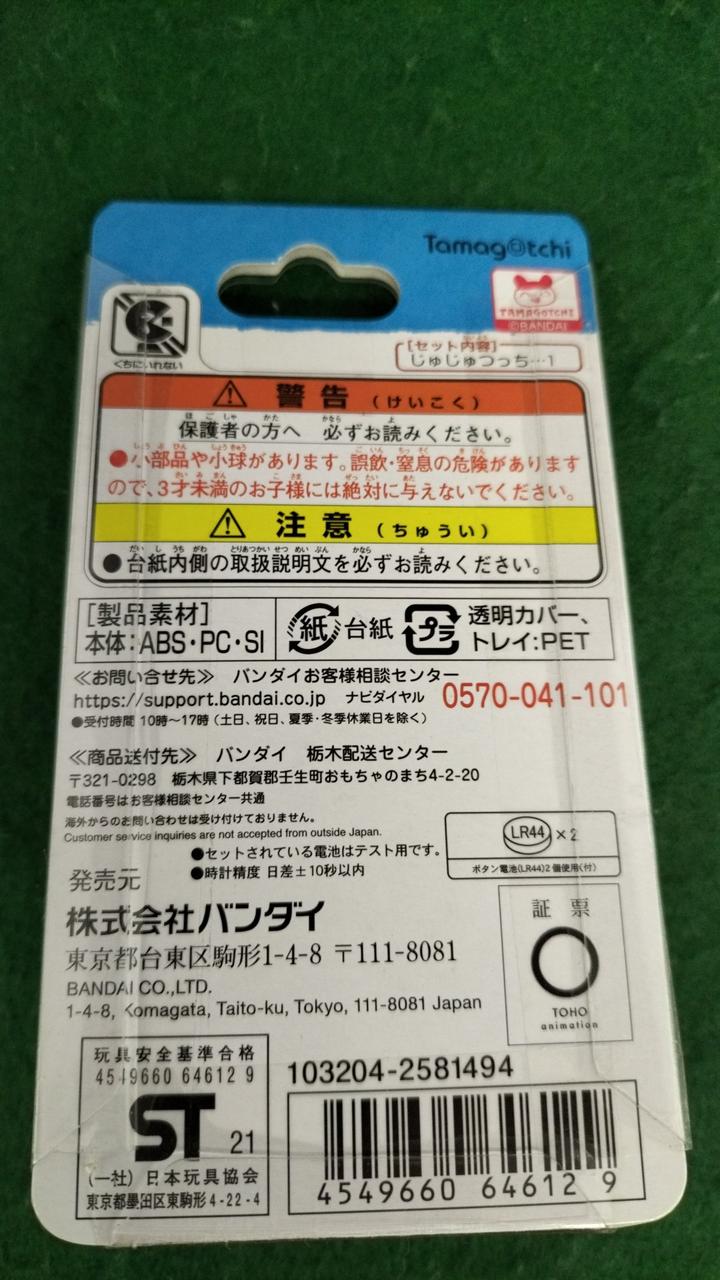 Tamagotchi
TAMAGOTCHI
©BANDAI
くちにいれない
[セット内容]
じゅじゅつっち…1
警告(けいこく)
保護者の方へ 必ずお読みください。
●小部品や小球があります。誤飲・窒息の危険があります
ので、3才未満のお子様には絶対に与えないでください。
注意(ちゅうい)
●台紙内側の取扱説明文を必ずお読みください。
[製品素材]
本体:ABS・PC・SI
紙 台紙
プラ 透明カバー、
トレイ:PET
≪お問い合せ先≫ バンダイお客様相談センター
https://support.bandai.co.jp ナビダイヤル 0570-041-101
●受付時間 10時~17時(土日、祝日、夏季・冬季休業日を除く)
≪商品送付先≫ バンダイ 栃木配送センター
〒321-0298 栃木県下都賀郡壬生町おもちゃのまち4-2-20
電話番号はお客様相談センター共通
海外からのお問い合わせは受け付けておりません。
Customer service inquiries are not accepted from outside Japan.
●セットされている電池はテスト用です。
●時計精度 日差±10秒以内
LR44 × 2
ボタン電池(LR44)2個使用(付)
発売元
株式会社バンダイ
東京都台東区駒形1-4-8 〒111-8081
BANDAI CO.,LTD.
1-4-8, Komagata, Taito-ku, Tokyo, 111-8081 Japan
証票
TOHO
animation
玩具安全基準合格
4549660 64612 9
ST 21
(一社)日本玩具協会
東京都墨田区東駒形4-22-4
103204-2581494
4549660 64612 9